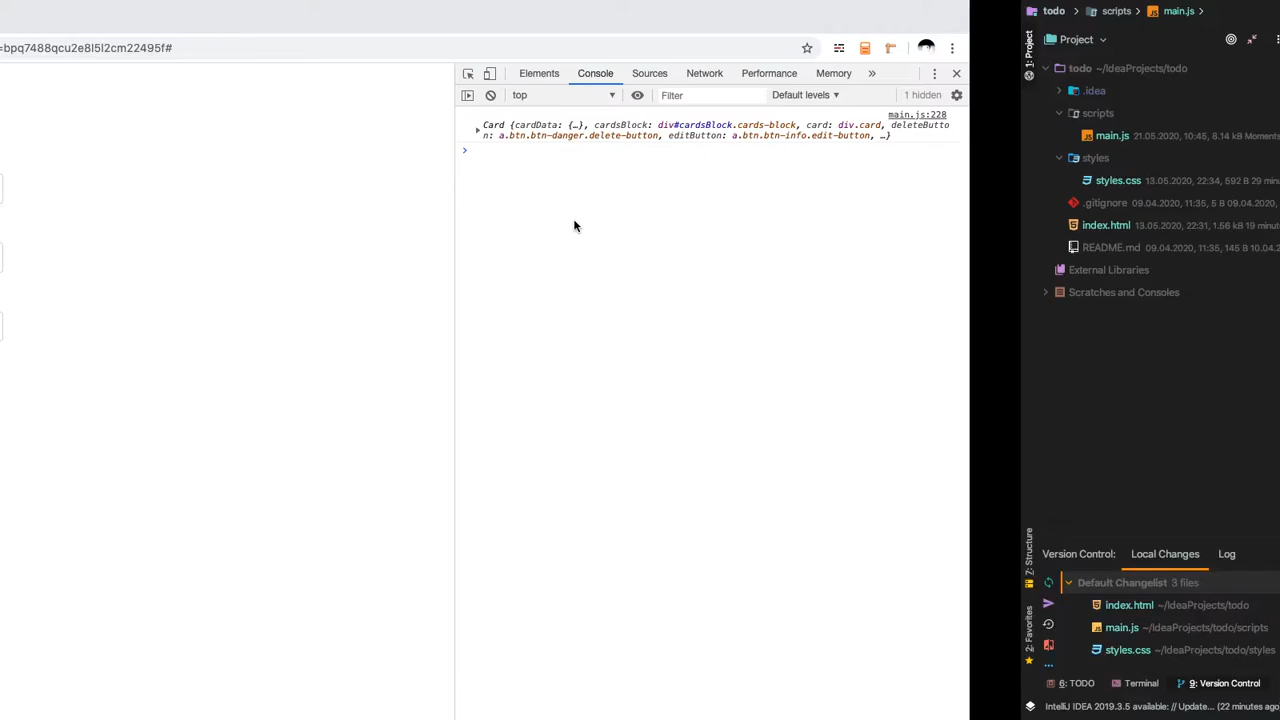 =bpq7488qcu2e8l5l2cm22495f#
Elements Console Sources Network Performance Memory »
top Filter Default levels 1 hidden
main.js:228
Card {cardData: {…}, cardsBlock: div#cardsBlock.cards-block, card: div.card, deleteButto
n: a.btn.btn-danger.delete-button, editButton: a.btn.btn-info.edit-button, …}
todo scripts main.js
1: Project
Project
todo ~/IdeaProjects/todo
.idea
scripts
main.js 21.05.2020, 10:45, 8.14 kB Moments
styles
styles.css 13.05.2020, 22:34, 592 B 29 min
.gitignore 09.04.2020, 11:35, 5 B 09.04.2020,
index.html 13.05.2020, 22:31, 1.56 kB 19 minut
README.md 09.04.2020, 11:35, 145 B 10.04.2
External Libraries
Scratches and Consoles
7: Structure
2: Favorites
Version Control: Local Changes Log
Default Changelist 3 files
index.html ~/IdeaProjects/todo
main.js ~/IdeaProjects/todo/scripts
styles.css ~/IdeaProjects/todo/styles
6: TODO Terminal 9: Version Control
IntelliJ IDEA 2019.3.5 available: // Update... (22 minutes ago)